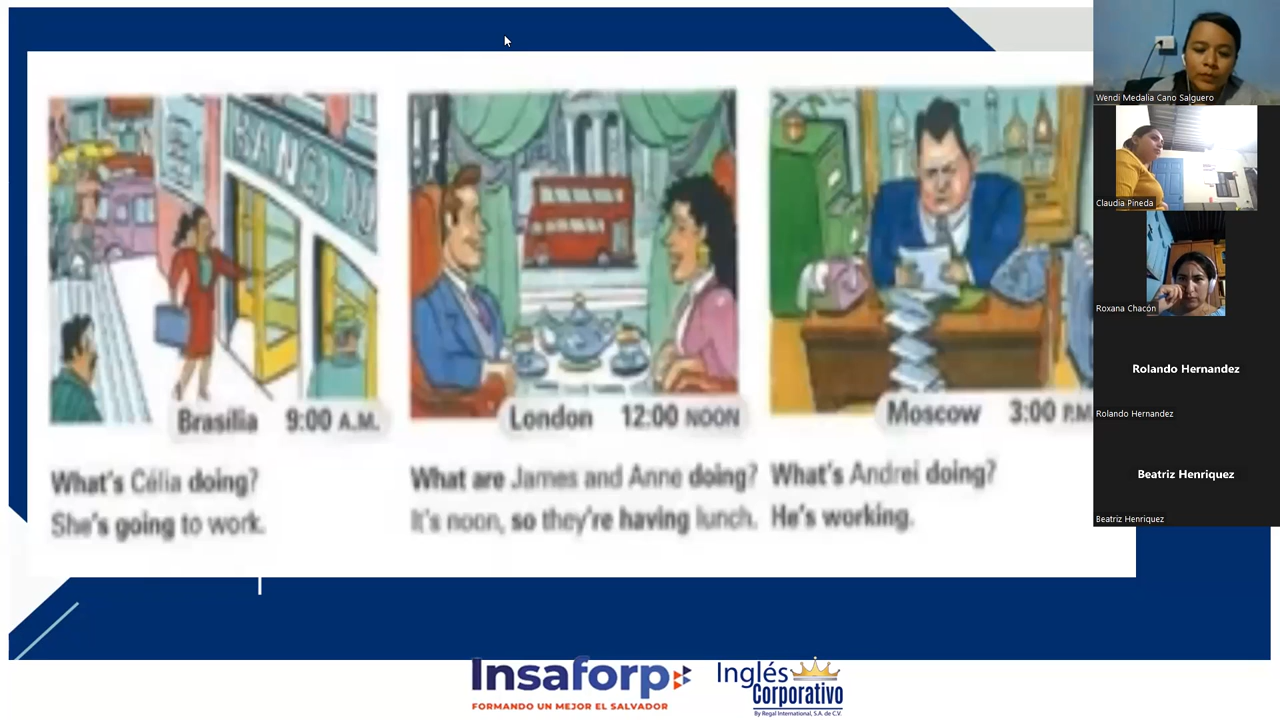 BANCO DO
Brasília 9:00 A.M.
London 12:00 NOON
Moscow 3:00 P.M
What's Célia doing?
She's going to work.
What are James and Anne doing?
It's noon, so they're having lunch.
What's Andrei doing?
He's working.
Wendi Medalia Cano Salguero
Claudia Pineda
Roxana Chacón
Rolando Hernandez
Rolando Hernandez
Beatriz Henriquez
Beatriz Henriquez
Insaforp
FORMANDO UN MEJOR EL SALVADOR
Inglés
Corporativo
By Regal International, S.A. de C.V.